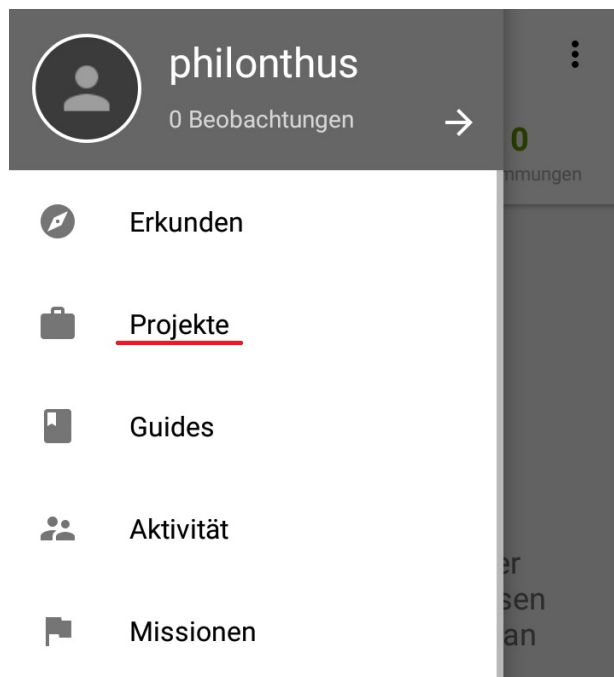 philonthus
0 Beobachtungen
0
mmungen
Erkunden
Projekte
Guides
Aktivität
Missionen
er
sen
an